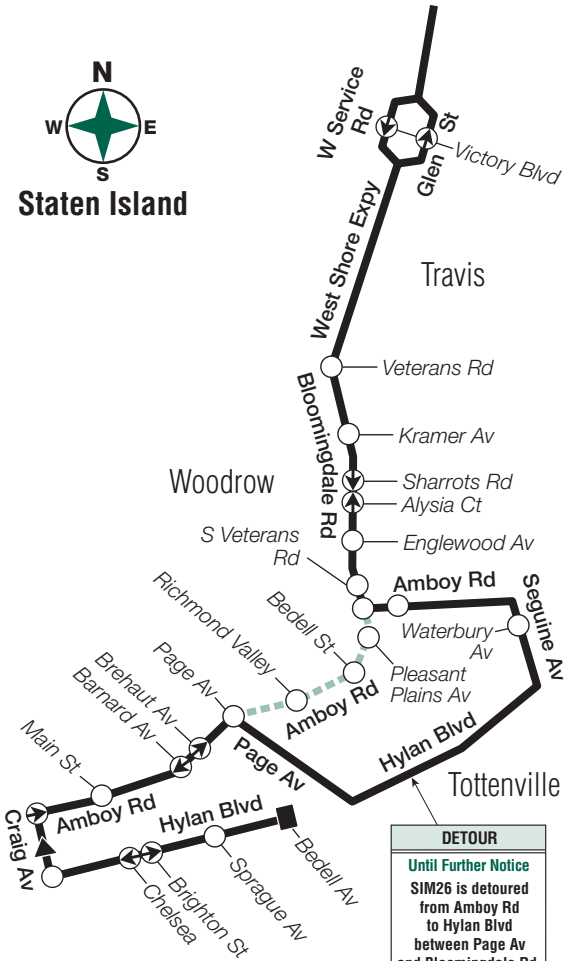 N
W E
S
Staten Island
W Service
Rd
Glen St
Victory Blvd
West Shore Expy
Travis
Veterans Rd
Bloomingdale Rd
Kramer Av
Woodrow
Sharrots Rd
Alysia Ct
S Veterans
Rd
Englewood Av
Amboy Rd
Seguine Av
Waterbury
Av
Richmond Valley
Bedell St
Pleasant
Plains Av
Page Av
Brehaut Av
Barnard Av
Amboy Rd
Page Av
Hylan Blvd
Main St
Tottenville
Amboy Rd
Craig Av
Hylan Blvd
Bedell Av
Sprague Av
Brighton St
Chelsea
DETOUR
Until Further Notice
SIM26 is detoured
from Amboy Rd
to Hylan Blvd
between Page Av
and Bloomingdale Rd